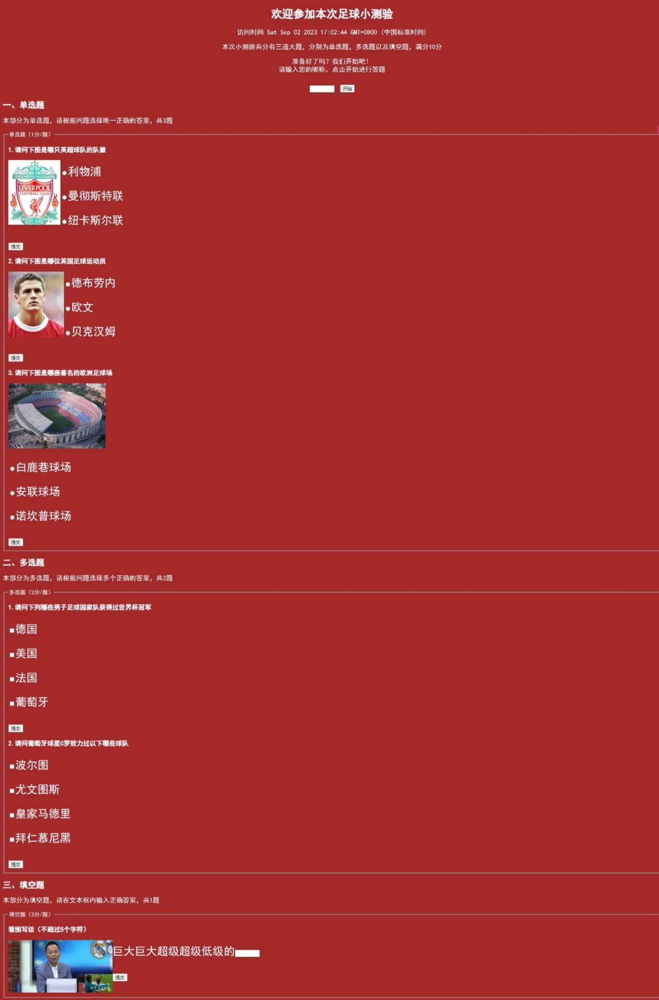 欢迎参加本次足球小测验
访问时间 Sat Sep 02 2023 17:02:44 GMT+0800 (中国标准时间)
本次小测验共分有三道大题，分别为单选题，多选题以及填空题，满分10分
准备好了吗？我们开始吧！
请输入您的昵称，点击开始进行答题
开始
一、单选题
本部分为单选题，请根据问题选择唯一正确的答案，共3题
单选题（1分/题）
1. 请问下图是哪只英超球队的队徽
YOU'LL NEVER WALK ALONE
LIVERPOOL
FOOTBALL CLUB
EST·1892
利物浦
曼彻斯特联
纽卡斯尔联
提交
2. 请问下图是哪位英国足球运动员
德布劳内
欧文
贝克汉姆
提交
3. 请问下图是哪座著名的欧洲足球场
白鹿巷球场
安联球场
诺坎普球场
提交
二、多选题
本部分为多选题，请根据问题选择多个正确的答案，共2题
多选题（2分/题）
1. 请问下列哪些男子足球国家队获得过世界杯冠军
德国
美国
法国
葡萄牙
提交
2. 请问葡萄牙球星C罗效力过以下哪些球队
波尔图
尤文图斯
皇家马德里
拜仁慕尼黑
提交
三、填空题
本部分为填空题，请在文本框内输入正确答案，共1题
填空题（3分/题）
看图写话（不超过5个字符）
巨大巨大超级超级低级的
提交